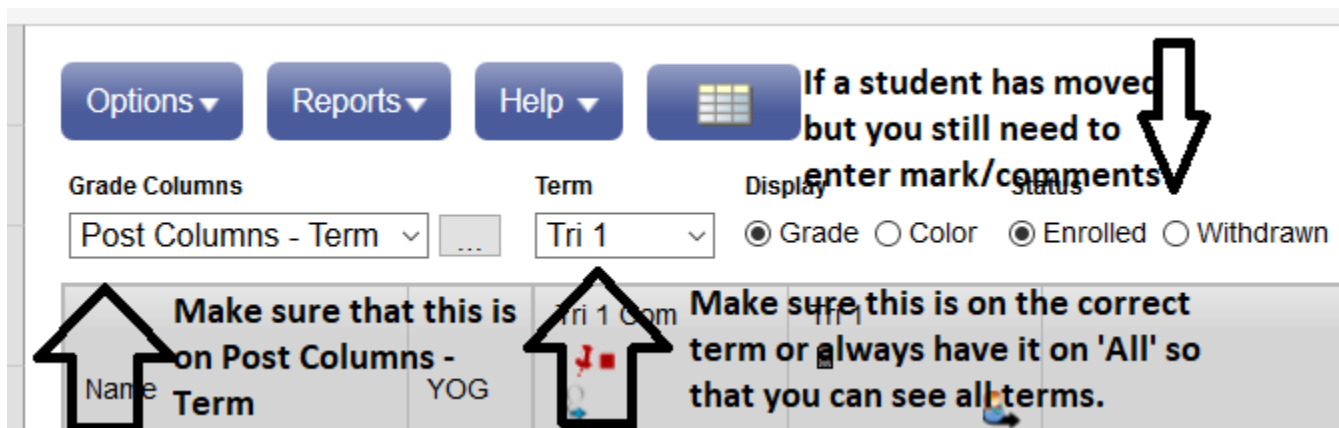 Options Reports Help
If a student has moved
but you still need to
enter mark/comments
Grade Columns Term Display Status
Post Columns - Term ... Tri 1 Grade Color Enrolled Withdrawn
Make sure that this is
on Post Columns -
Term
Tri 1 Com Tri 1
Make sure this is on the correct
term or always have it on 'All' so
that you can see all terms.
Name YOG